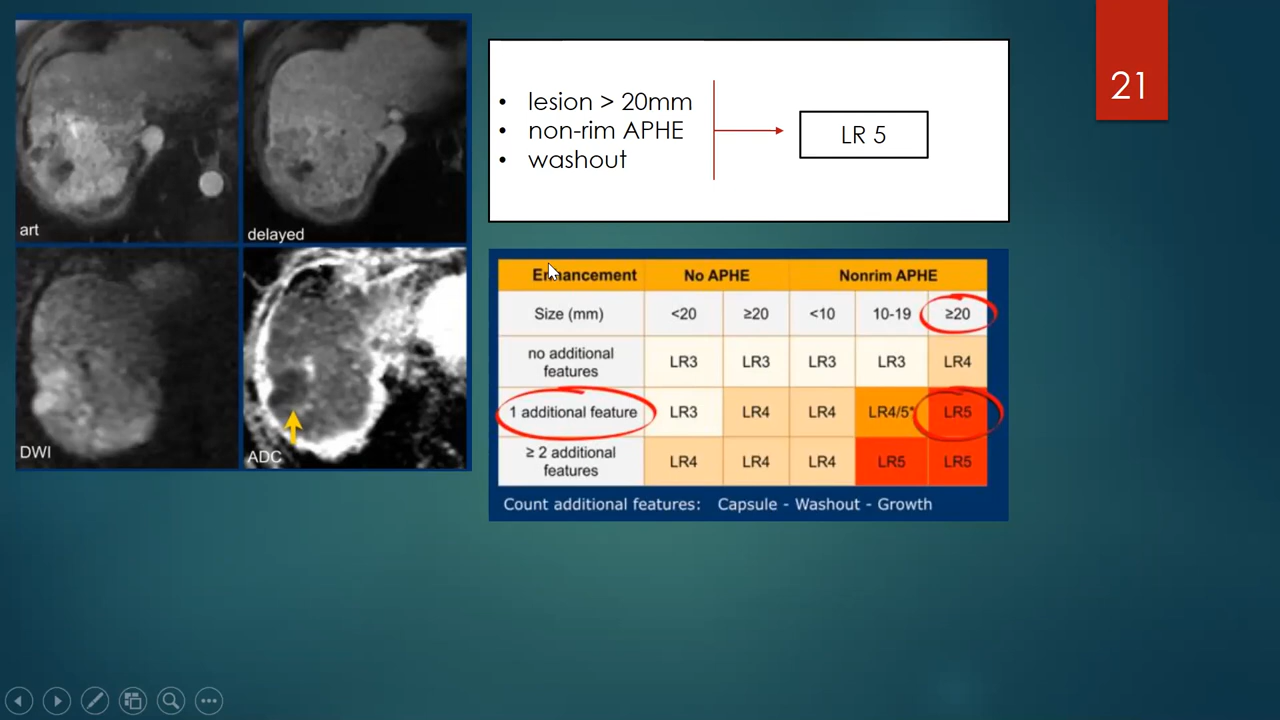 art
delayed
DWI
ADC
• lesion > 20mm
• non-rim APHE
• washout
LR 5
21
Enhancement No APHE Nonrim APHE
Size (mm) <20 ≥20 <10 10-19 ≥20
no additional
features LR3 LR3 LR3 LR3 LR4
1 additional feature LR3 LR4 LR4 LR4/5* LR5
≥ 2 additional
features LR4 LR4 LR4 LR5 LR5
Count additional features: Capsule - Washout - Growth